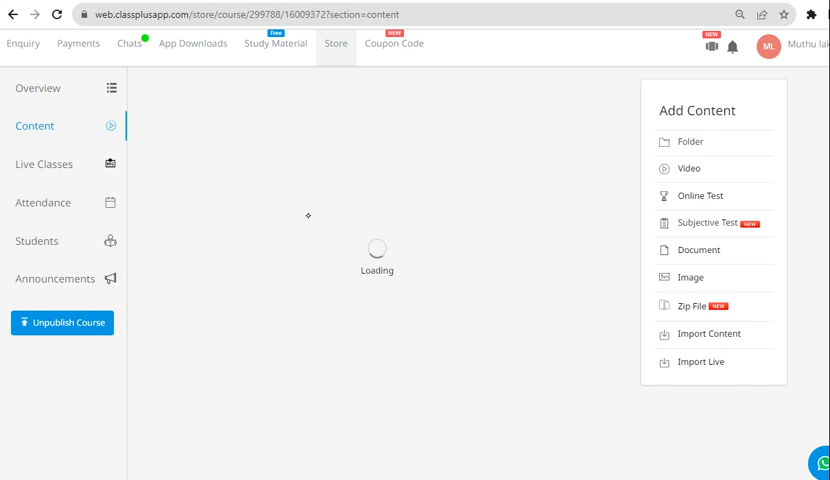 web.classplusapp.com/store/course/299788/16009372?section=content
Free
NEW
NEW
Enquiry
Payments
Chats
App Downloads
Study Material
Store
Coupon Code
ML
Muthu lak
Overview
Content
Live Classes
Attendance
Students
Announcements
Unpublish Course
Loading
Add Content
Folder
Video
Online Test
Subjective Test NEW
Document
Image
Zip File NEW
Import Content
Import Live